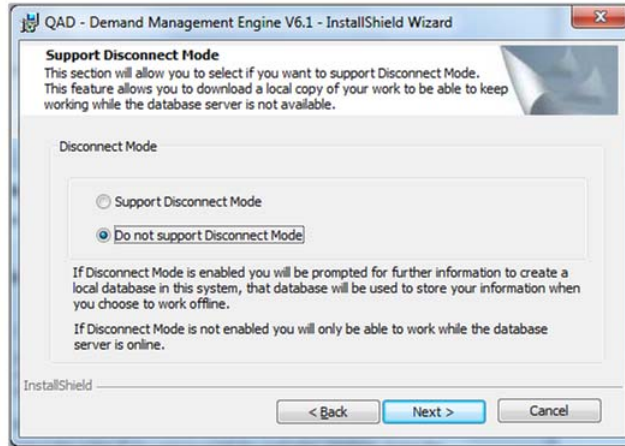 QAD - Demand Management Engine V6.1 - InstallShield Wizard
Support Disconnect Mode
This section will allow you to select if you want to support Disconnect Mode.
This feature allows you to download a local copy of your work to be able to keep
working while the database server is not available.
Disconnect Mode
Support Disconnect Mode
Do not support Disconnect Mode
If Disconnect Mode is enabled you will be prompted for further information to create a
local database in this system, that database will be used to store your information when
you choose to work offline.
If Disconnect Mode is not enabled you will only be able to work while the database
server is online.
InstallShield
< Back
Next >
Cancel